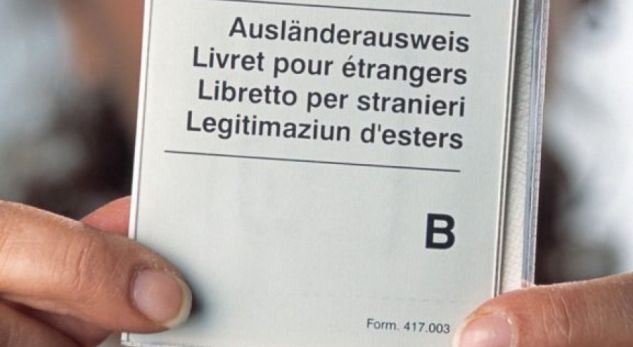 Ausländerausweis
Livret pour étrangers
Libretto per stranieri
Legitimaziun d'esters
B
Form. 417.003